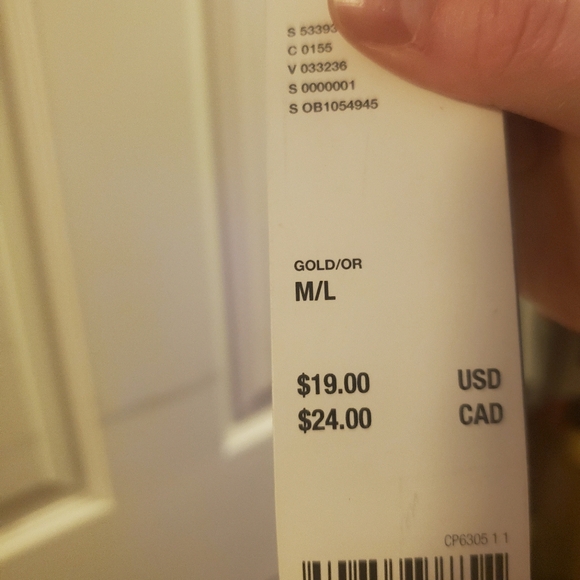 S 53393
C 0155
V 033236
S 0000001
S OB1054945
GOLD/OR
M/L
$19.00 USD
$24.00 CAD
CP6305 1 1